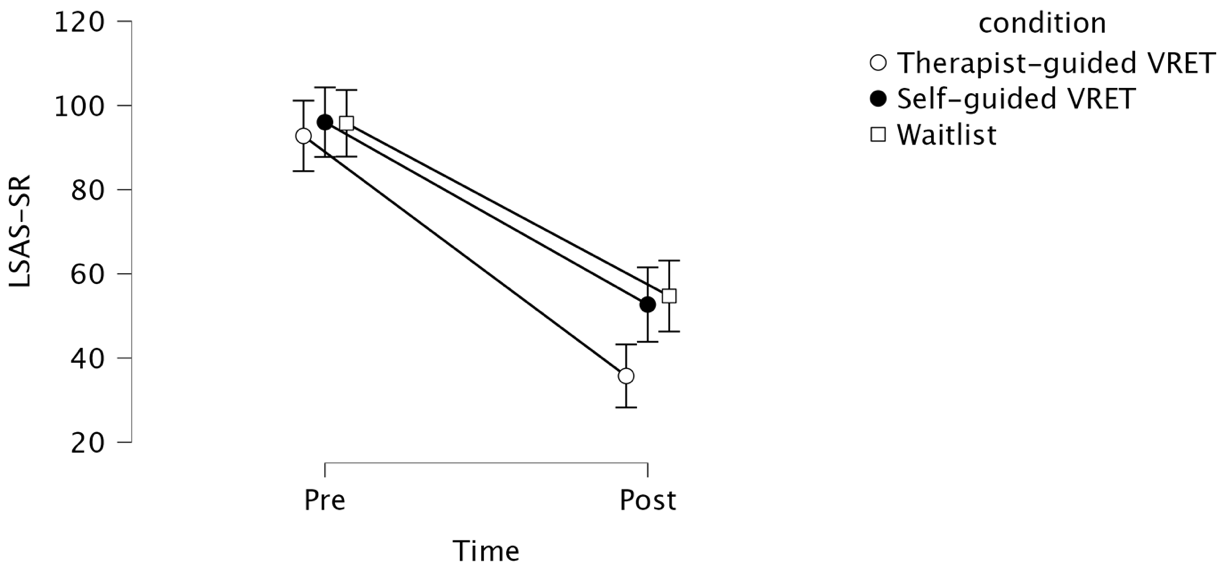 condition
Therapist-guided VRET
Self-guided VRET
Waitlist
LSAS-SR
120
100
80
60
40
20
Pre
Post
Time